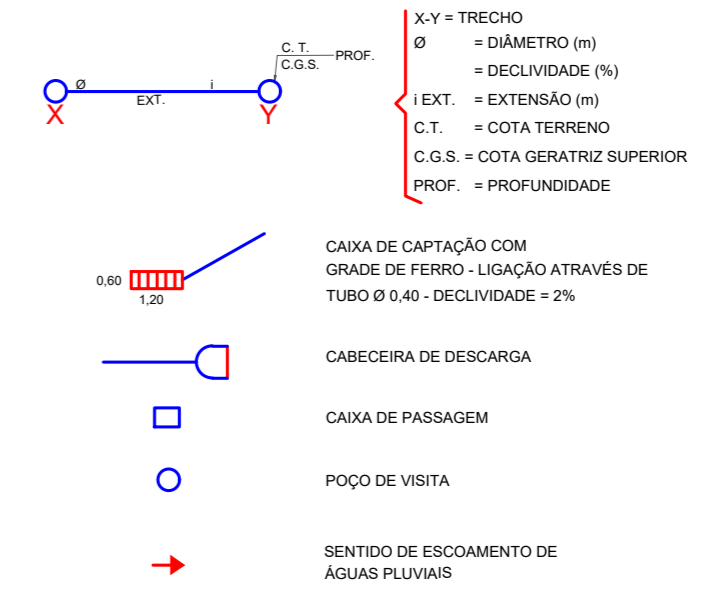 Ø
EXT.
i
X
Y
C. T.
C.G.S.
PROF.
X-Y = TRECHO
Ø = DIÂMETRO (m)
= DECLIVIDADE (%)
i EXT. = EXTENSÃO (m)
C.T. = COTA TERRENO
C.G.S. = COTA GERATRIZ SUPERIOR
PROF. = PROFUNDIDADE
0,60
1,20
CAIXA DE CAPTAÇÃO COM
GRADE DE FERRO - LIGAÇÃO ATRAVÉS DE
TUBO Ø 0,40 - DECLIVIDADE = 2%
CABECEIRA DE DESCARGA
CAIXA DE PASSAGEM
POÇO DE VISITA
SENTIDO DE ESCOAMENTO DE
ÁGUAS PLUVIAIS